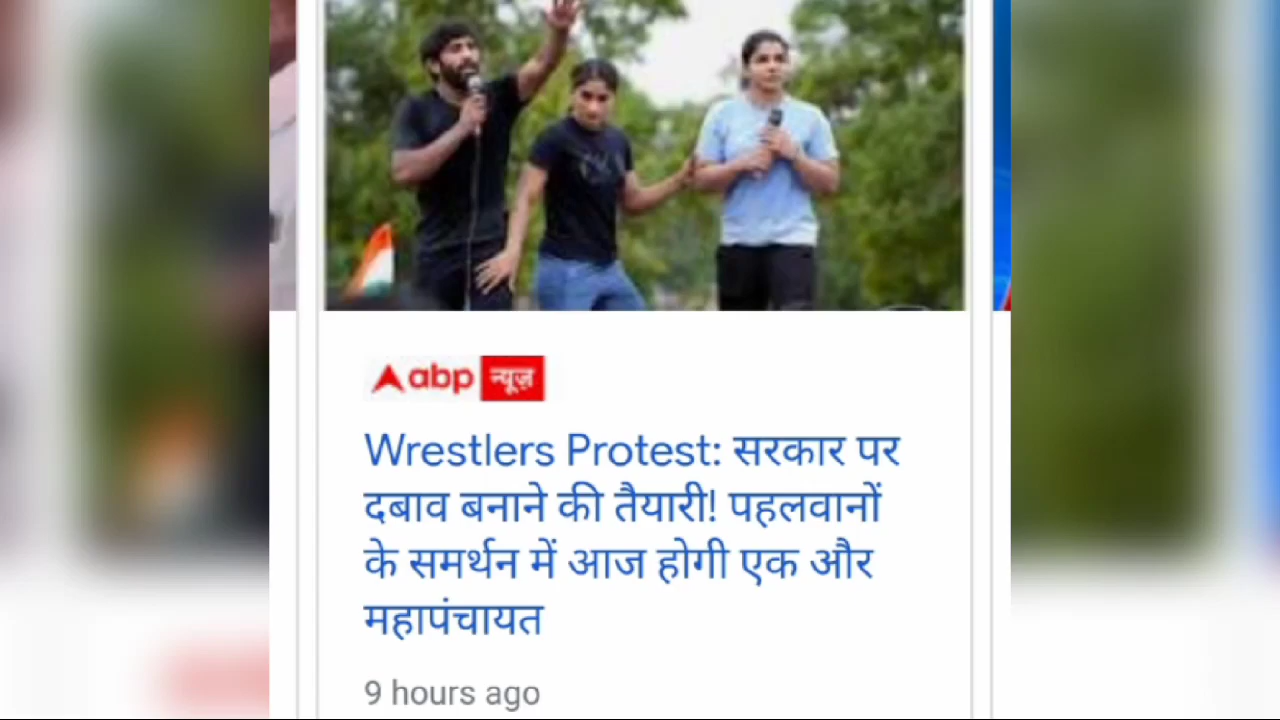 abp न्यूज़
Wrestlers Protest: सरकार पर
दबाव बनाने की तैयारी! पहलवानों
के समर्थन में आज होगी एक और
महापंचायत
9 hours ago